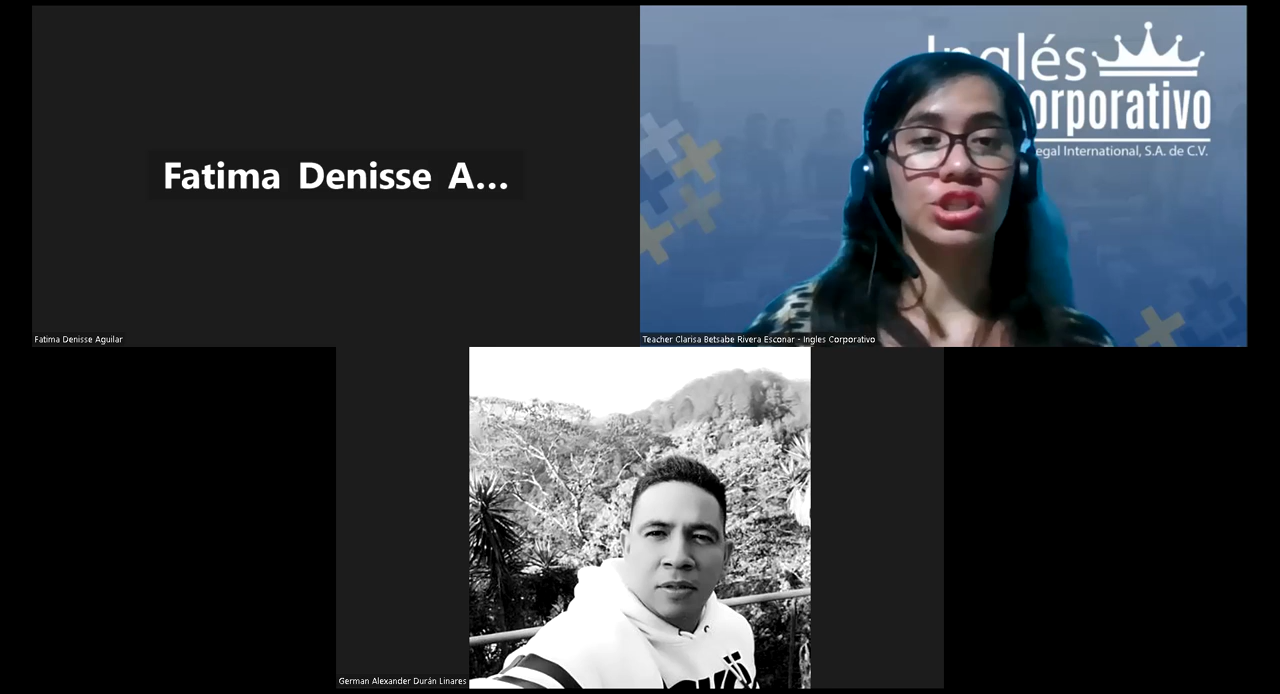 Fatima Denisse A...
Fatima Denisse Aguilar
Inglés
Corporativo
egal International, S.A. de C.V.
Teacher Clarisa Betsabe Rivera Esconar - Ingles Corporativo
German Alexander Durán Linares